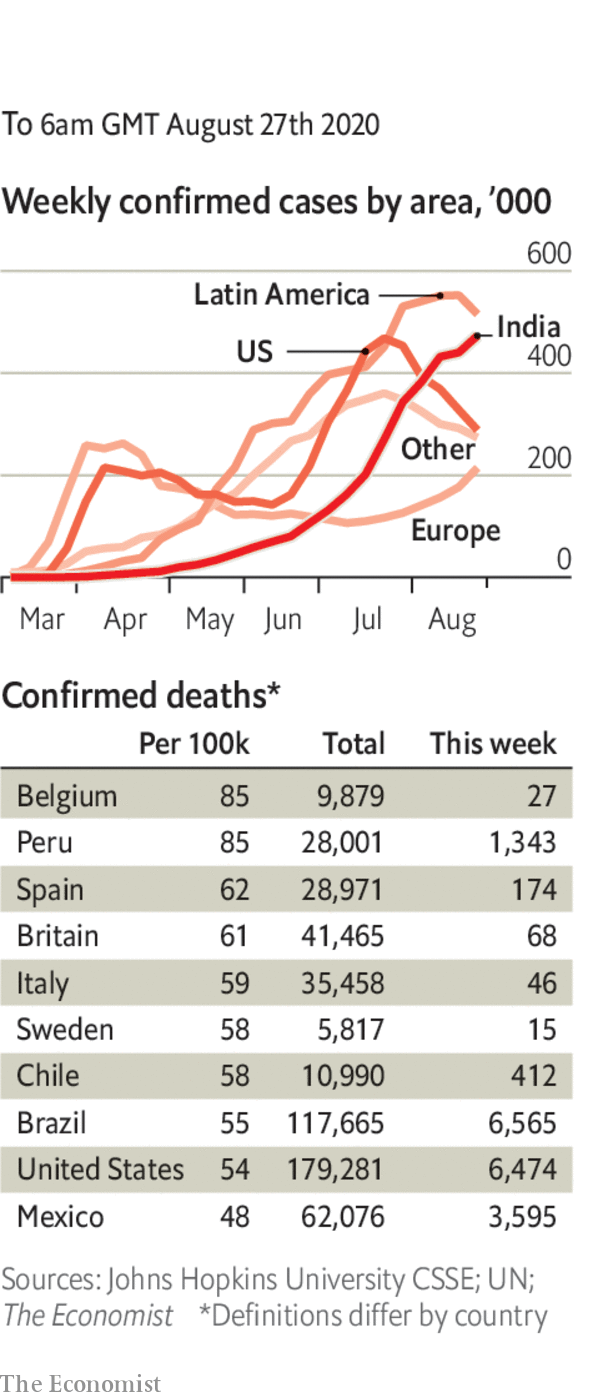 To 6am GMT August 27th 2020
Weekly confirmed cases by area, ’000
600
Latin America
India
US
400
Other
200
Europe
0
Mar Apr May Jun Jul Aug
Confirmed deaths*
Per 100k Total This week
Belgium 85 9,879 27
Peru 85 28,001 1,343
Spain 62 28,971 174
Britain 61 41,465 68
Italy 59 35,458 46
Sweden 58 5,817 15
Chile 58 10,990 412
Brazil 55 117,665 6,565
United States 54 179,281 6,474
Mexico 48 62,076 3,595
Sources: Johns Hopkins University CSSE; UN;
The Economist *Definitions differ by country
The Economist